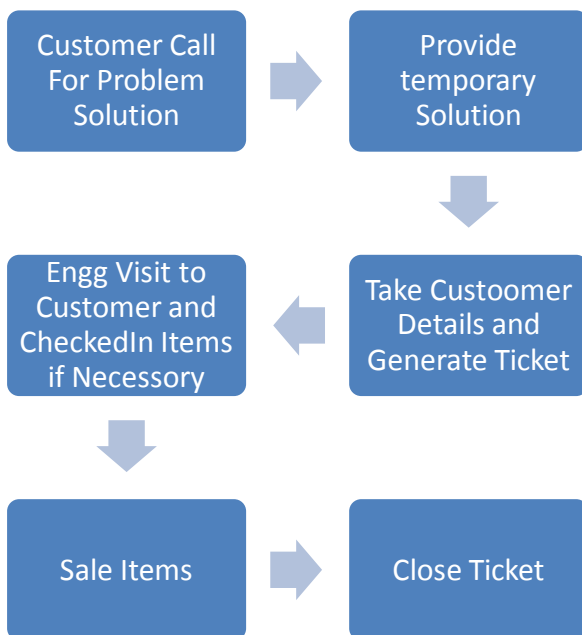 Customer Call
For Problem
Solution
Provide
temporary
Solution
Take Custoomer
Details and
Generate Ticket
Engg Visit to
Customer and
CheckedIn Items
if Necessary
Sale Items
Close Ticket